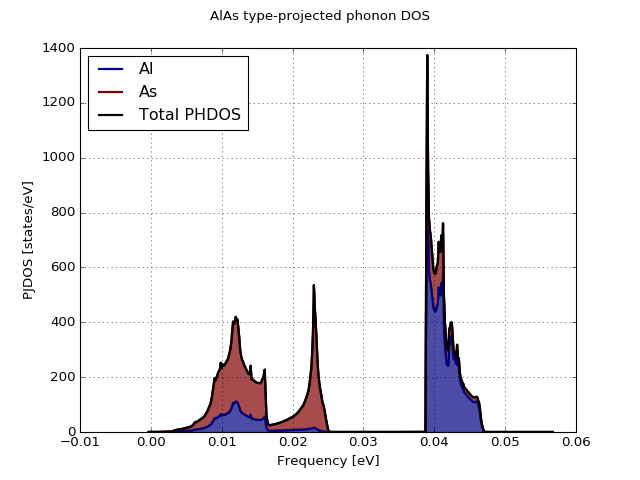 AlAs type-projected phonon DOS
1400
1200
1000
800
600
400
200
0
PJDOS [states/eV]
Al
As
Total PHDOS
−0.01 0.00 0.01 0.02 0.03 0.04 0.05 0.06
Frequency [eV]